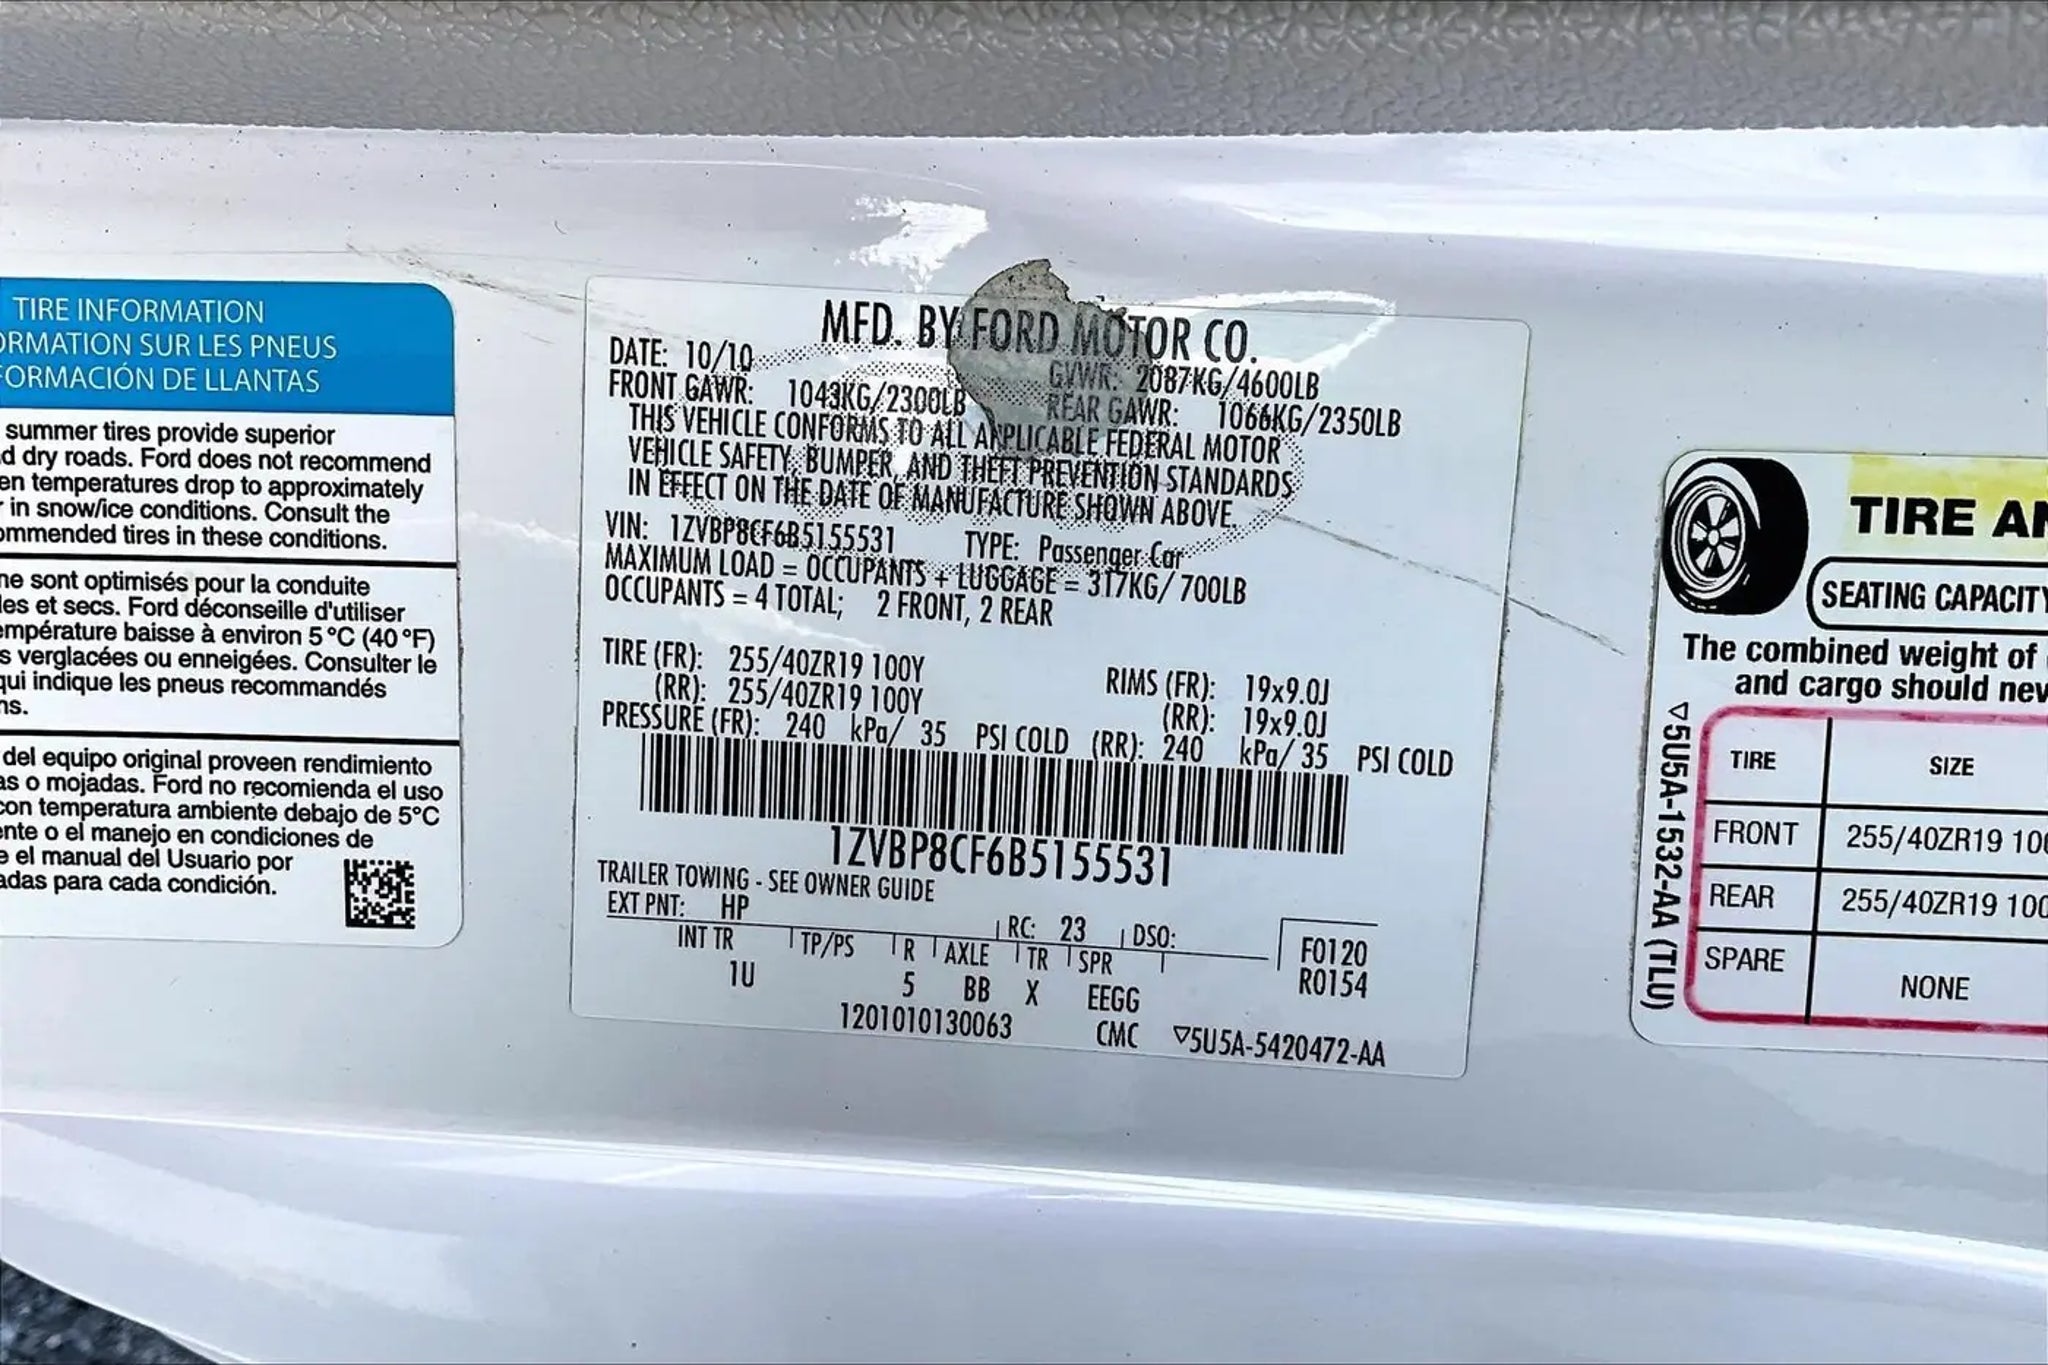 TIRE INFORMATION
ORMATION SUR LES PNEUS
FORMACIÓN DE LLANTAS
summer tires provide superior
d dry roads. Ford does not recommend
en temperatures drop to approximately
r in snow/ice conditions. Consult the
ommended tires in these conditions.
ne sont optimisés pour la conduite
les et secs. Ford déconseille d'utiliser
empérature baisse à environ 5 °C (40 °F)
s verglacées ou enneigées. Consulter le
qui indique les pneus recommandés
ns.
del equipo original proveen rendimiento
as o mojadas. Ford no recomienda el uso
con temperatura ambiente debajo de 5°C
ente o el manejo en condiciones de
e el manual del Usuario por
adas para cada condición.
MFD. BY FORD MOTOR CO.
DATE: 10/10 GVWR: 2087KG/4600LB
FRONT GAWR: 1043KG/2300LB REAR GAWR: 1066KG/2350LB
THIS VEHICLE CONFORMS TO ALL APPLICABLE FEDERAL MOTOR
VEHICLE SAFETY, BUMPER, AND THEFT PREVENTION STANDARDS
IN EFFECT ON THE DATE OF MANUFACTURE SHOWN ABOVE.
VIN: 1ZVBP8CF6B5155531 TYPE: Passenger Car
MAXIMUM LOAD = OCCUPANTS + LUGGAGE = 317KG/ 700LB
OCCUPANTS = 4 TOTAL; 2 FRONT, 2 REAR
TIRE (FR): 255/40ZR19 100Y RIMS (FR): 19x9.0J
(RR): 255/40ZR19 100Y (RR): 19x9.0J
PRESSURE (FR): 240 kPa/ 35 PSI COLD (RR): 240 kPa/ 35 PSI COLD
1ZVBP8CF6B5155531
TRAILER TOWING - SEE OWNER GUIDE
EXT PNT: HP RC: 23 DSO: F0120
INT TR TP/PS R AXLE TR SPR R0154
1U 5 BB X EEGG
1201010130063 CMC ▽5U5A-5420472-AA
TIRE AN
SEATING CAPACITY
The combined weight of
and cargo should nev
▽5U5A-1532-AA (TLU)
TIRE SIZE
FRONT 255/40ZR19 100
REAR 255/40ZR19 100
SPARE NONE